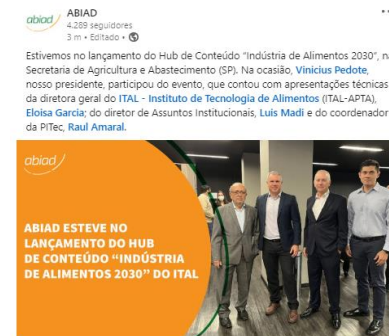 abiad
ABIAD
4.289 seguidores
3 m • Editado •
Estivemos no lançamento do Hub de Conteúdo "Indústria de Alimentos 2030", n
Secretaria de Agricultura e Abastecimento (SP). Na ocasião, Vinicius Pedote,
nosso presidente, participou do evento, que contou com apresentações técnicas
da diretora geral do ITAL - Instituto de Tecnologia de Alimentos (ITAL-APTA),
Eloisa Garcia; do diretor de Assuntos Institucionais, Luis Madi e do coordenador
da PITec, Raul Amaral.
abiad
ABIAD ESTEVE NO
LANÇAMENTO DO HUB
DE CONTEÚDO "INDÚSTRIA
DE ALIMENTOS 2030" DO ITAL